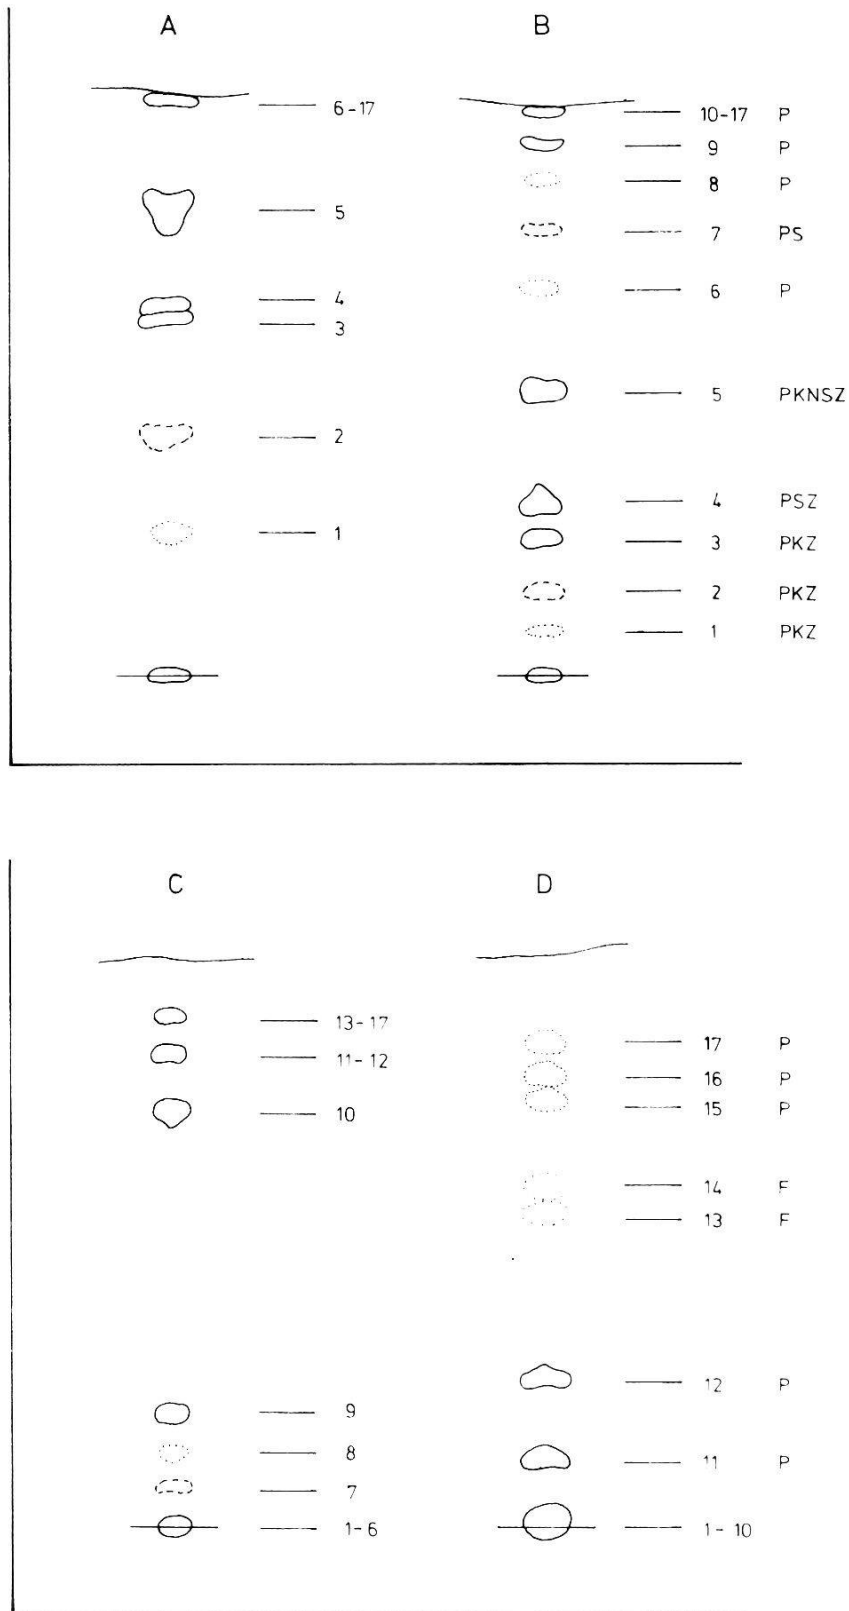 A B
6-17
10-17 P
9 P
8 P
5
7 PS
6 P
4
3
5 PKNSZ
2
4 PSZ
1
3 PKZ
2 PKZ
1 PKZ
C D
13-17
17 P
11-12
16 P
10
15 P
14 F
13 F
12 P
9
8
11 P
7
1-6
1-10